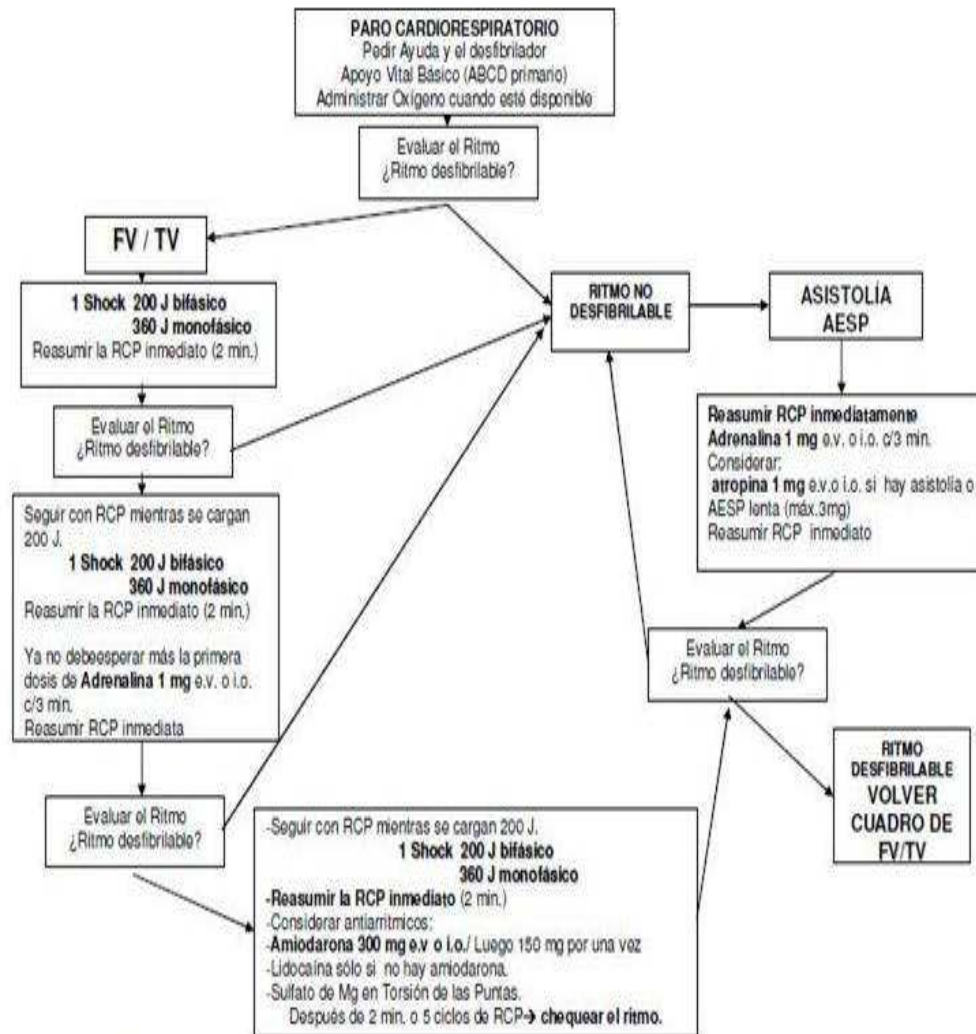 PARO CARDIORESPIRATORIO
Pedir Ayuda y el desfibrilador
Apoyo Vital Básico (ABCD primario)
Administrar Oxígeno cuando esté disponible
Evaluar el Ritmo
¿Ritmo desfibrilable?
FV / TV
1 Shock 200 J bifásico
360 J monofásico
Reasumir la RCP inmediato (2 min.)
Evaluar el Ritmo
¿Ritmo desfibrilable?
Seguir con RCP mientras se cargan
200 J.
1 Shock 200 J bifásico
360 J monofásico
Reasumir la RCP inmediato (2 min.)
Ya no debeesperar más la primera
dosis de Adrenalina 1 mg e.v. o i.o.
c/3 min.
Reasumir RCP inmediata
Evaluar el Ritmo
¿Ritmo desfibrilable?
-Seguir con RCP mientras se cargan 200 J.
1 Shock 200 J bifásico
360 J monofásico
-Reasumir la RCP inmediato (2 min.)
-Considerar antiarrítmicos:
-Amiodarona 300 mg e.v o i.o./ Luego 150 mg por una vez
-Lidocaína sólo si no hay amiodarona.
-Sulfato de Mg en Torsión de las Puntas.
Después de 2 min. o 5 ciclos de RCP→ chequear el ritmo.
RITMO NO
DESFIBRILABLE
ASISTOLÍA
AESP
Reasumir RCP inmediatamente
Adrenalina 1 mg e.v. o i.o. c/3 min.
Considerar:
atropina 1 mg e.v.o i.o. si hay asistolia o
AESP lenta (máx.3mg)
Reasumir RCP inmediato
Evaluar el Ritmo
¿Ritmo desfibrilable?
RITMO
DESFIBRILABLE
VOLVER
CUADRO DE
FV/TV